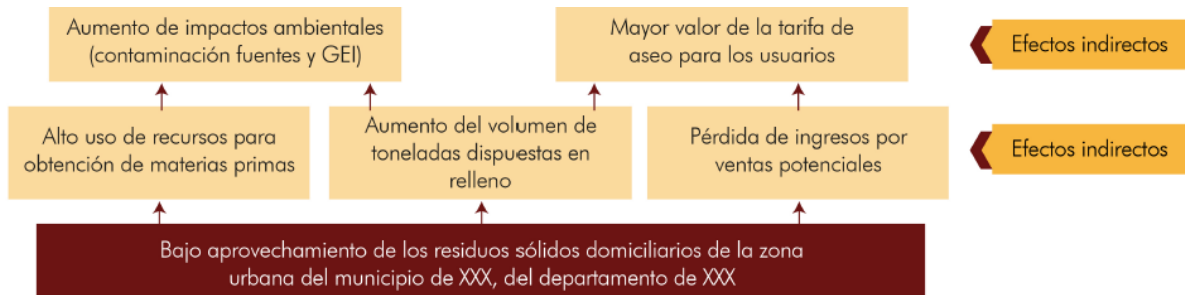 Aumento de impactos ambientales
(contaminación fuentes y GEI)
Mayor valor de la tarifa de
aseo para los usuarios
Efectos indirectos
Alto uso de recursos para
obtención de materias primas
Aumento del volumen de
toneladas dispuestas en
relleno
Pérdida de ingresos por
ventas potenciales
Efectos indirectos
Bajo aprovechamiento de los residuos sólidos domiciliarios de la zona
urbana del municipio de XXX, del departamento de XXX